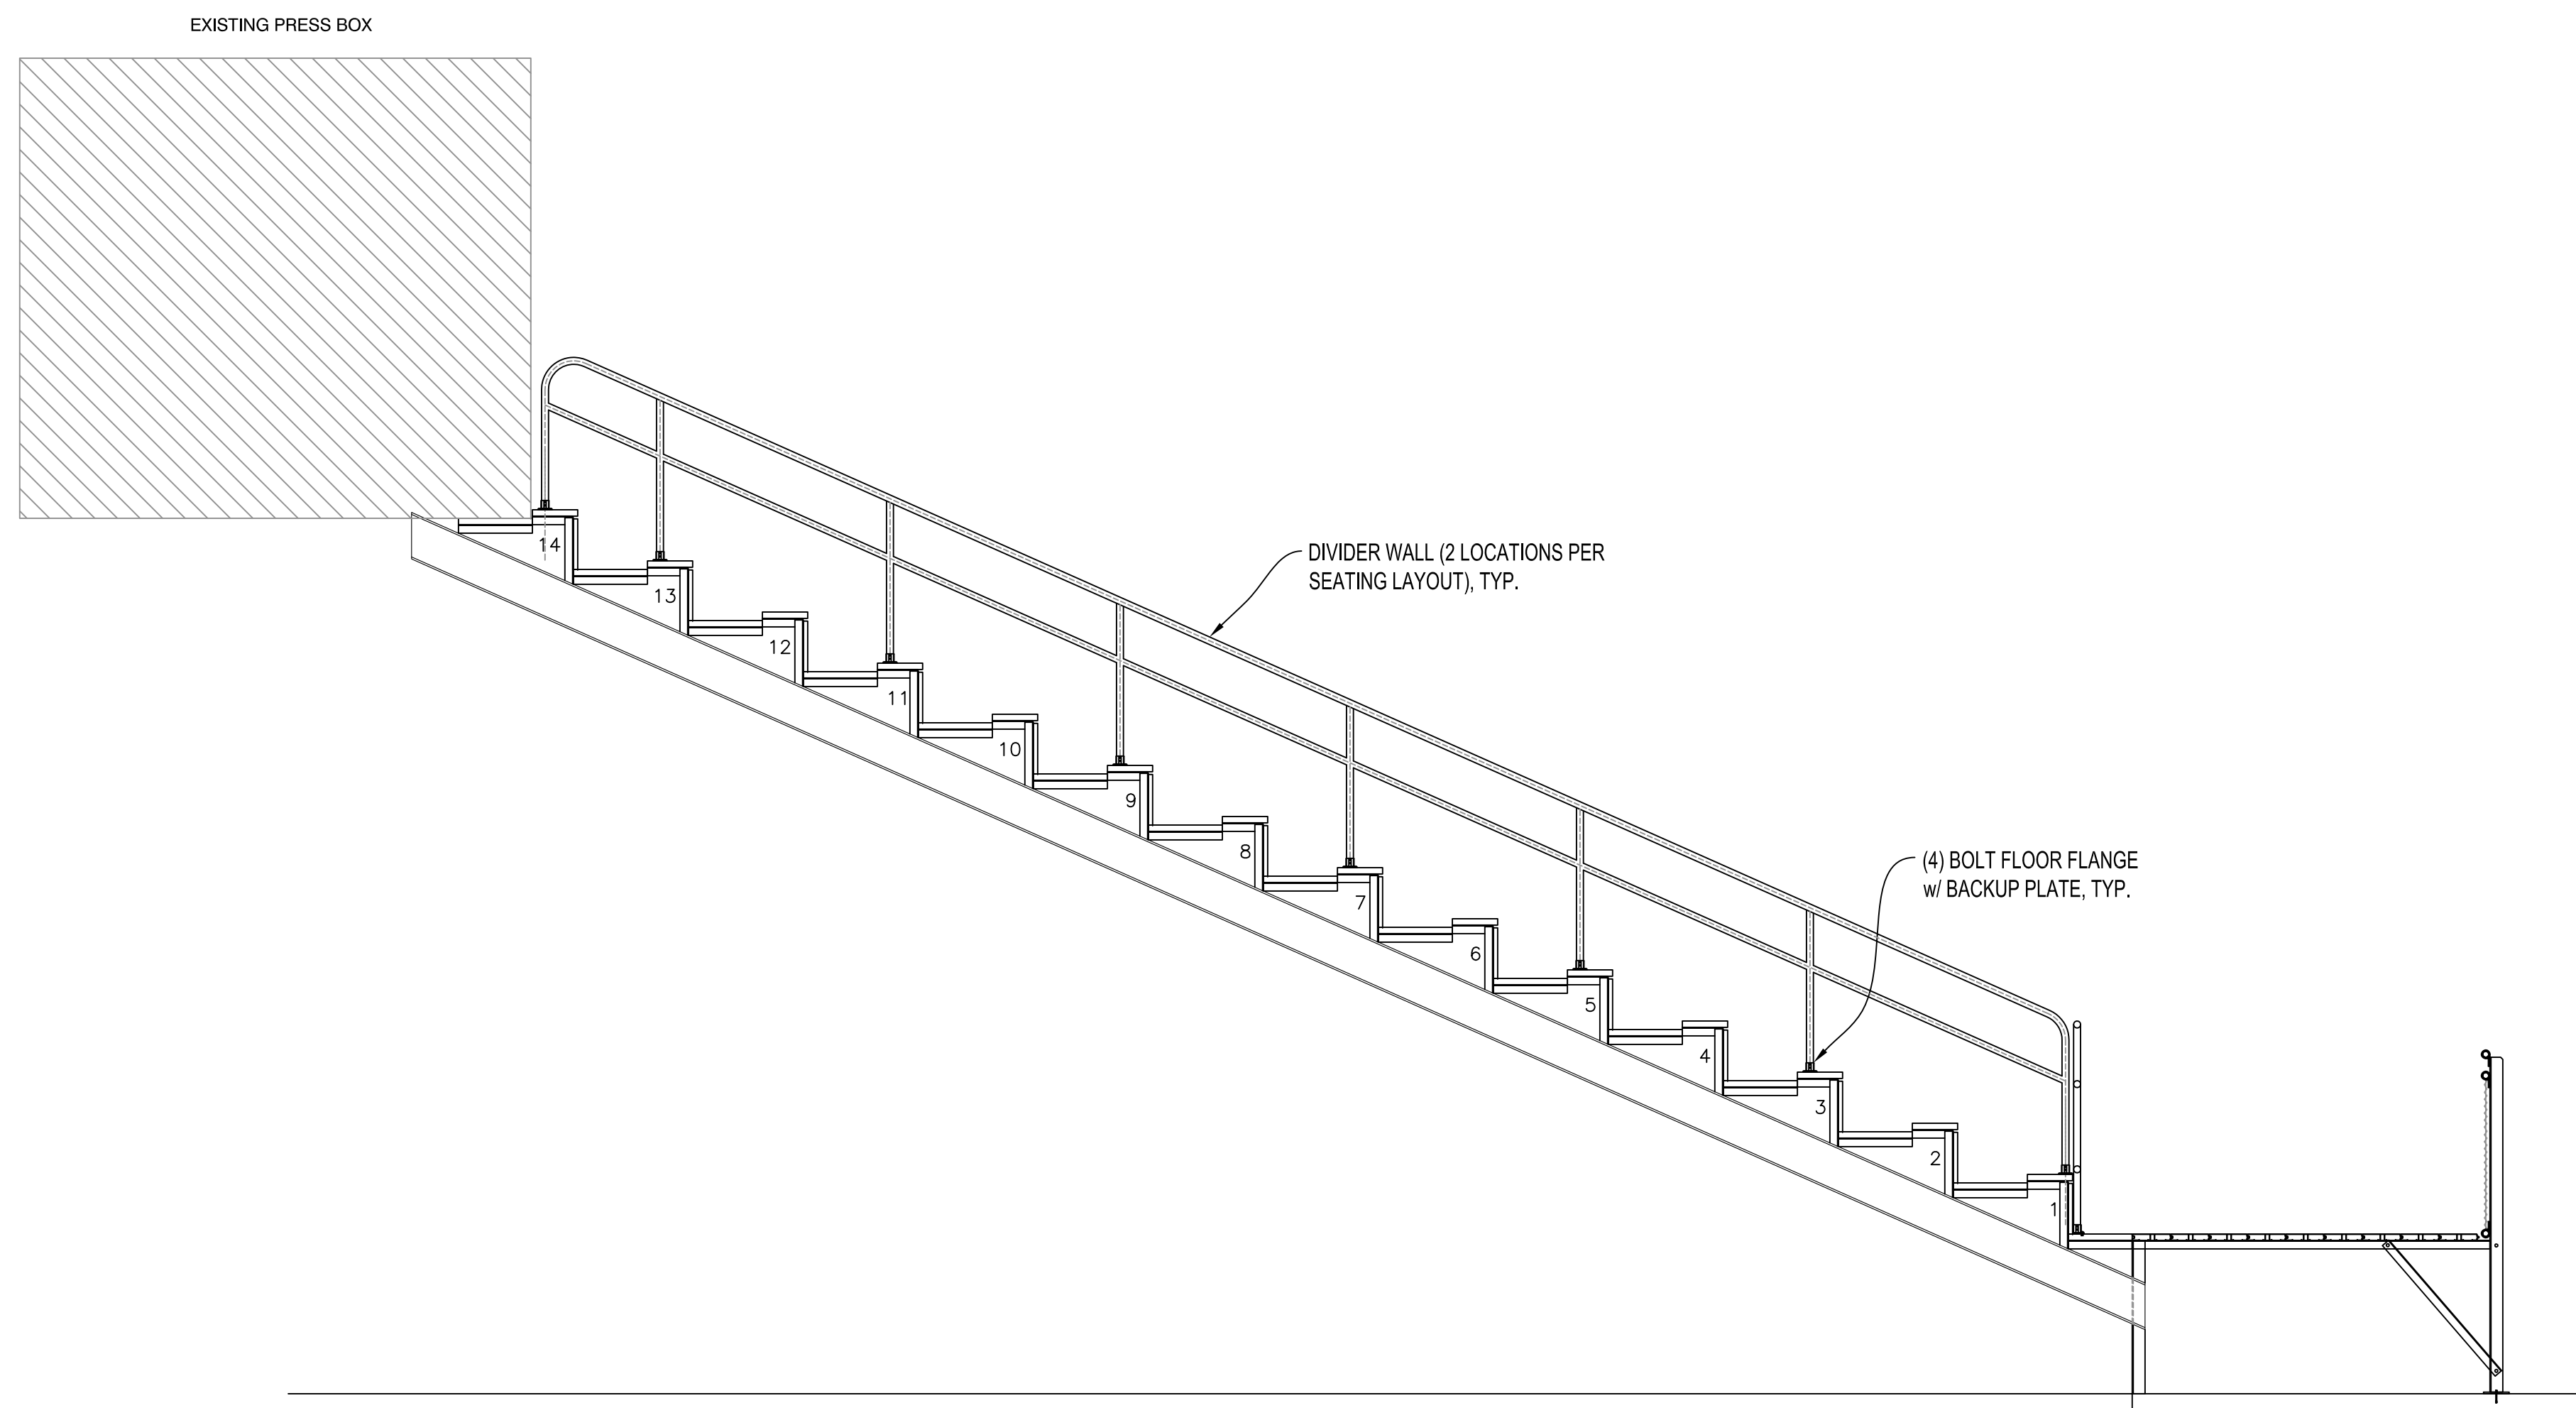 EXISTING PRESS BOX
14
13
DIVIDER WALL (2 LOCATIONS PER
SEATING LAYOUT), TYP.
12
11
10
9
8
(4) BOLT FLOOR FLANGE
w/ BACKUP PLATE, TYP.
7
6
5
4
3
2
1